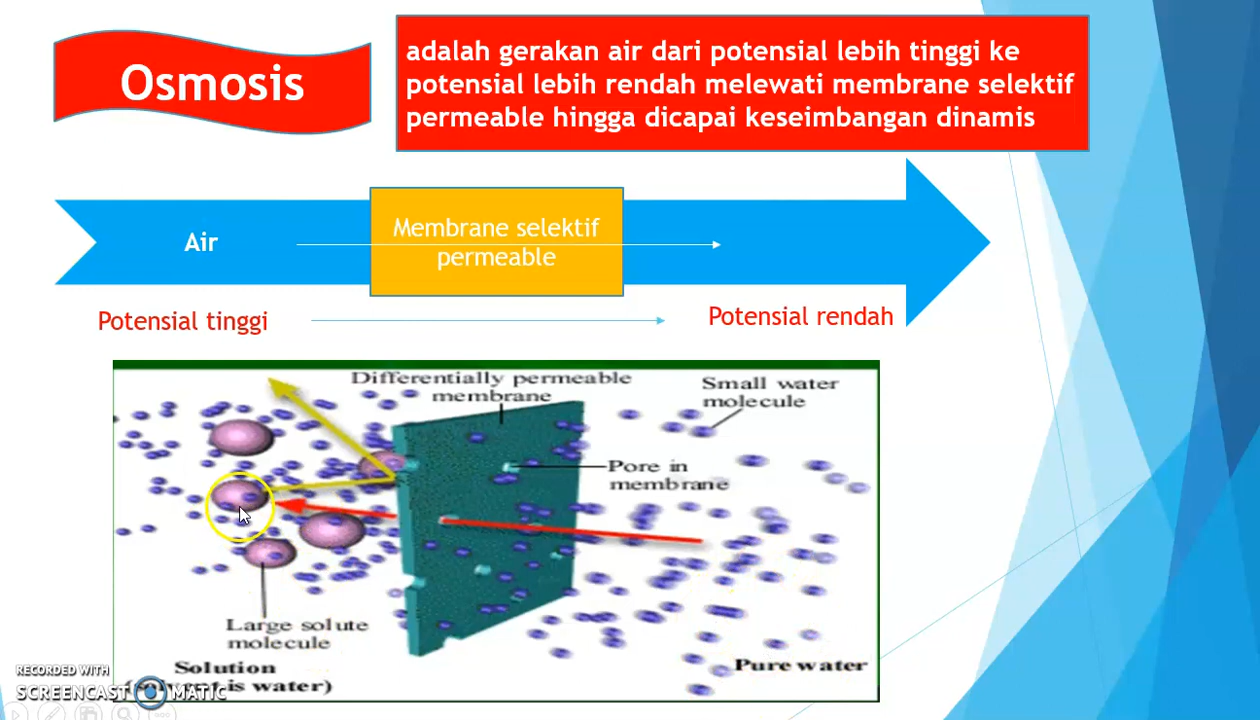 Osmosis
adalah gerakan air dari potensial lebih tinggi ke
potensial lebih rendah melewati membrane selektif
permeable hingga dicapai keseimbangan dinamis
Air
Membrane selektif
permeable
Potensial tinggi
Potensial rendah
Differentially permeable
membrane
Small water
molecule
Pore in
membrane
Large solute
molecule
Solution
is water)
Pure water
RECORDED WITH
SCREENCAST MATIC